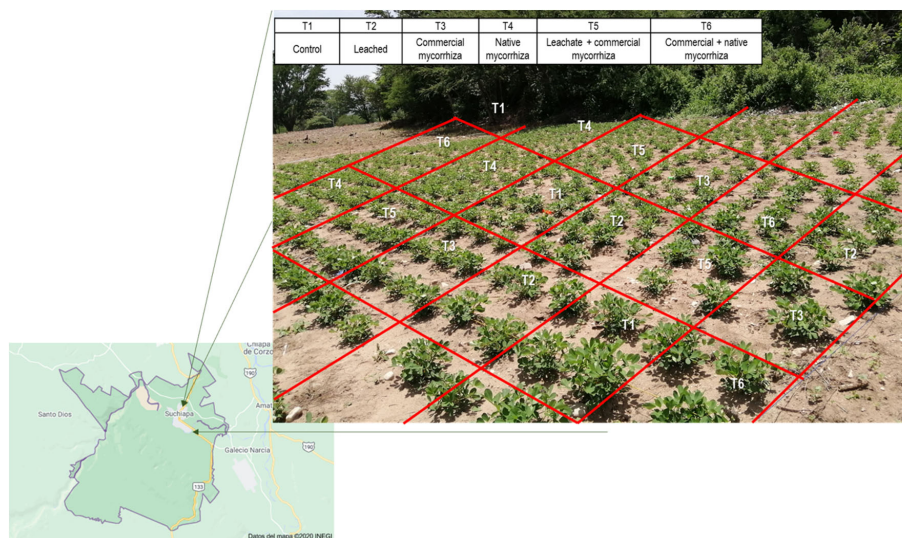 T1 T2 T3 T4 T5 T6
Control Leached Commercial mycorrhiza Native mycorrhiza Leachate + commercial mycorrhiza Commercial + native mycorrhiza
T1
T4
T6
T5
T4
T3
T4
T1
T5
T2
T6
T3
T2
T5
T2
T1
T3
T6
Chiapa
de Corzo
190
Santo Dios
Amat
Suchiapa
Galecio Narcia
190
133
Datos del mapa ©2020 INEGI